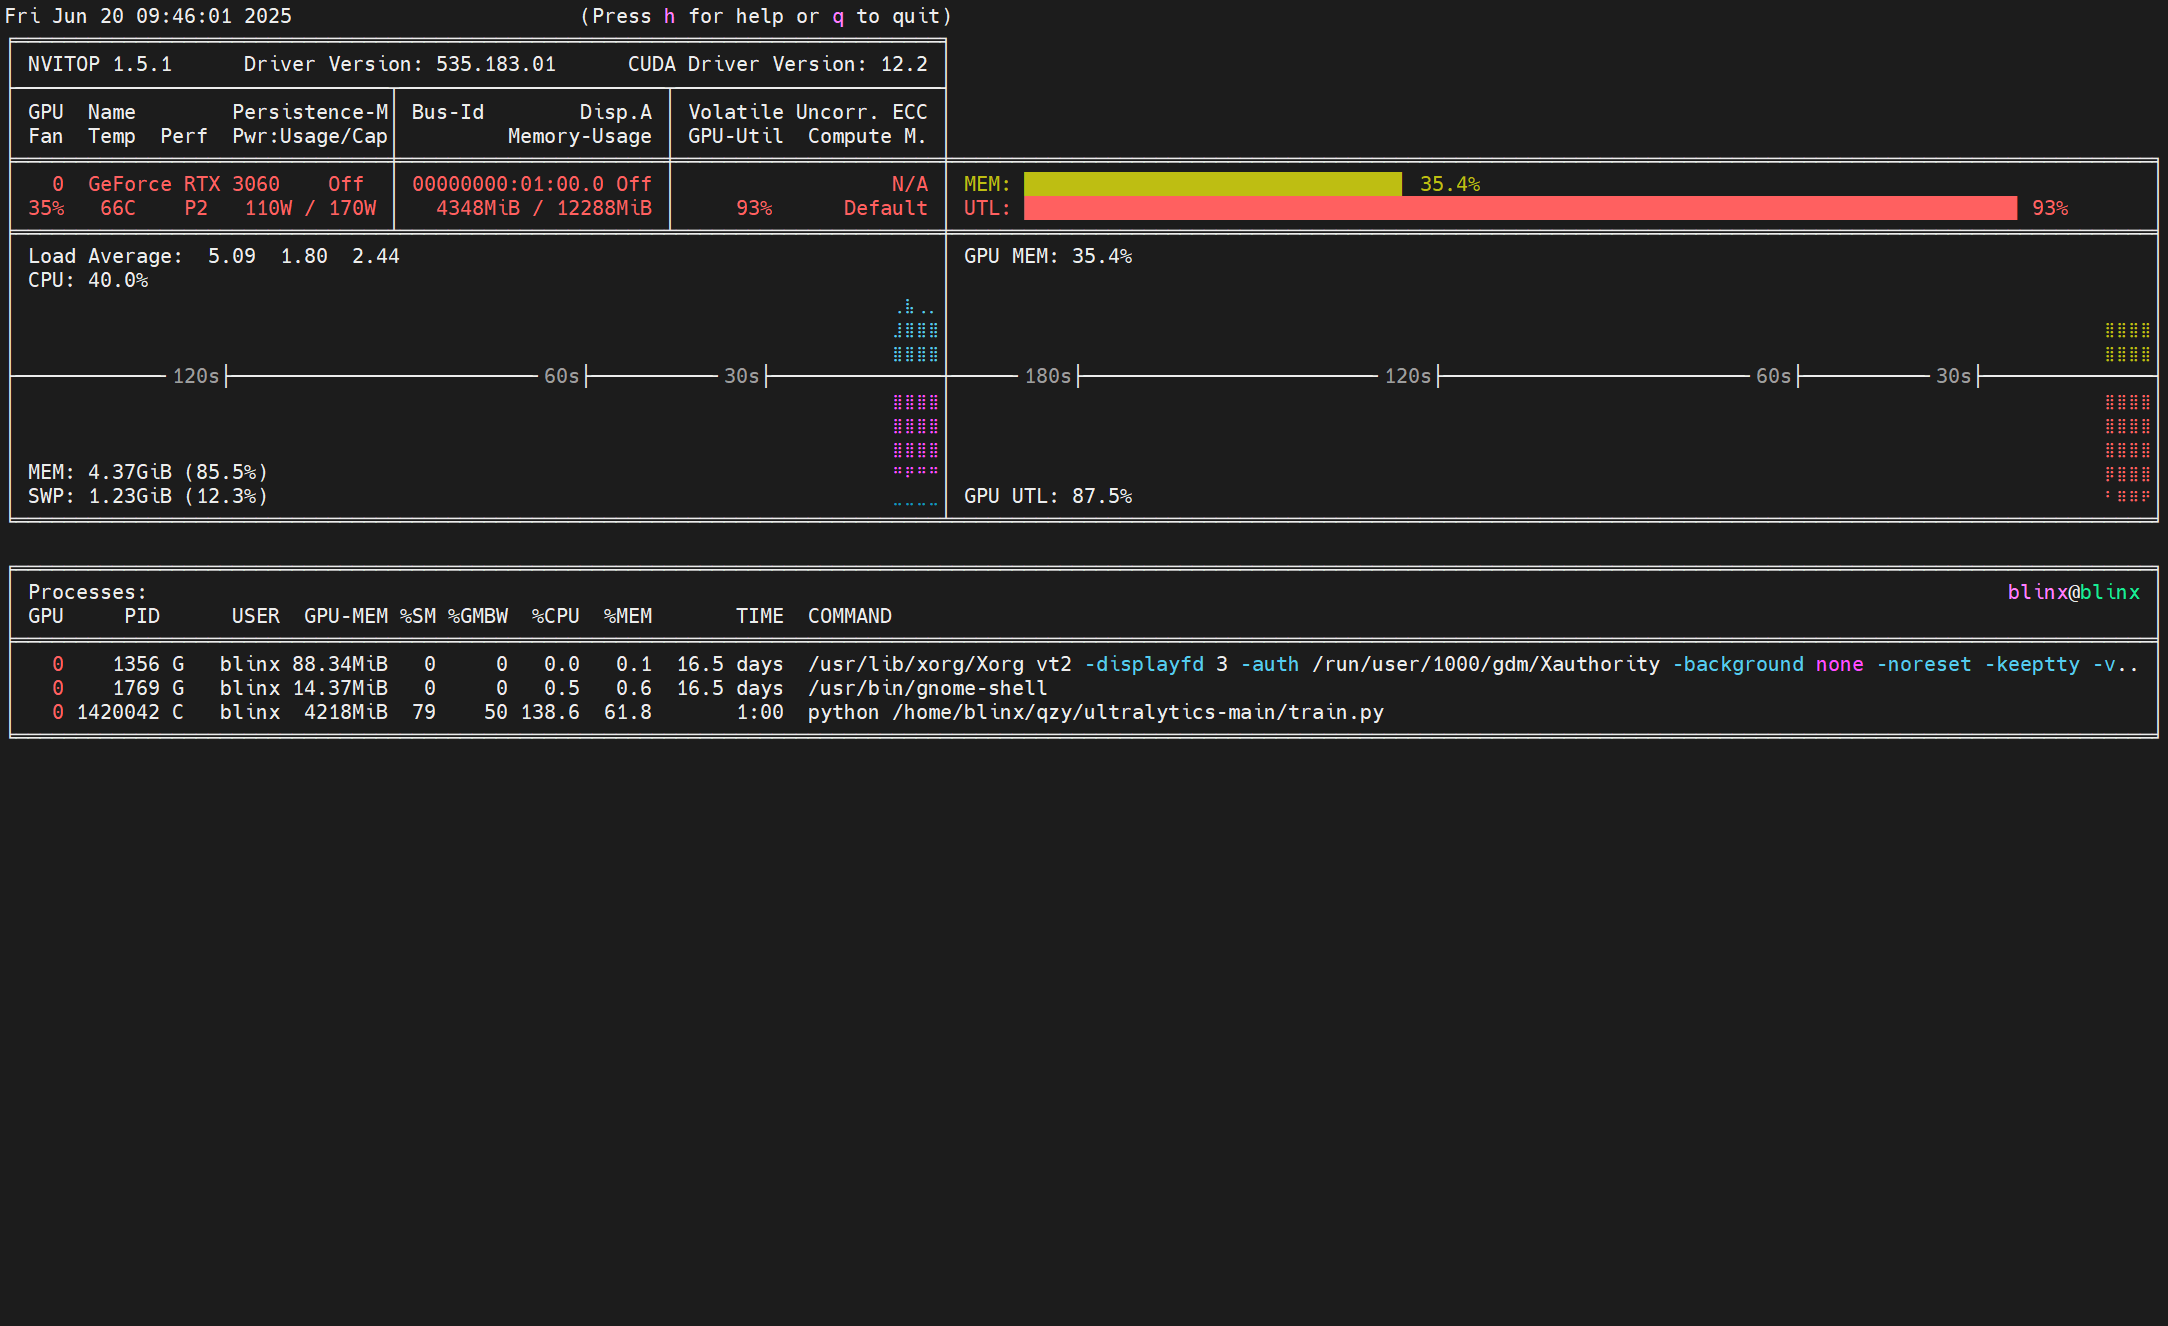 Fri Jun 20 09:46:01 2025 (Press h for help or q to quit)
NVITOP 1.5.1 Driver Version: 535.183.01 CUDA Driver Version: 12.2
GPU Name Persistence-M Bus-Id Disp.A Volatile Uncorr. ECC
Fan Temp Perf Pwr:Usage/Cap Memory-Usage GPU-Util Compute M.
0 GeForce RTX 3060 Off 00000000:01:00.0 Off N/A MEM: 35.4%
35% 66C P2 110W / 170W 4348MiB / 12288MiB 93% Default UTL: 93%
Load Average: 5.09 1.80 2.44 GPU MEM: 35.4%
CPU: 40.0%
120s 60s 30s 180s 120s 60s 30s
MEM: 4.37GiB (85.5%)
SWP: 1.23GiB (12.3%) GPU UTL: 87.5%
Processes: blinx@blinx
GPU PID USER GPU-MEM %SM %GMBW %CPU %MEM TIME COMMAND
0 1356 G blinx 88.34MiB 0 0 0.0 0.1 16.5 days /usr/lib/xorg/Xorg vt2 -displayfd 3 -auth /run/user/1000/gdm/Xauthority -background none -noreset -keeptty -v..
0 1769 G blinx 14.37MiB 0 0 0.5 0.6 16.5 days /usr/bin/gnome-shell
0 1420042 C blinx 4218MiB 79 50 138.6 61.8 1:00 python /home/blinx/qzy/ultralytics-main/train.py